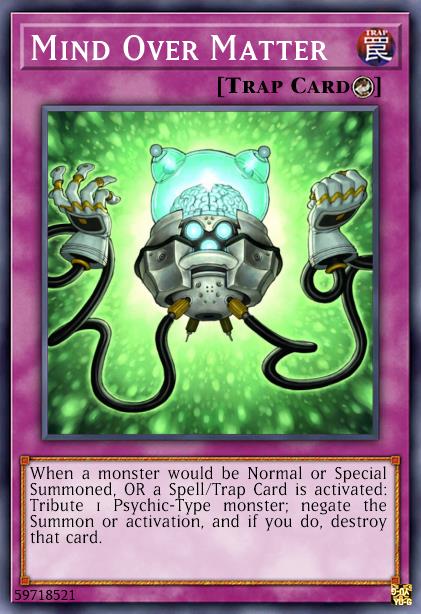 MIND OVER MATTER
TRAP
罠
[TRAP CARD]
When a monster would be Normal or Special
Summoned, OR a Spell/Trap Card is activated:
Tribute 1 Psychic-Type monster; negate the
Summon or activation, and if you do, destroy
that card.
59718521